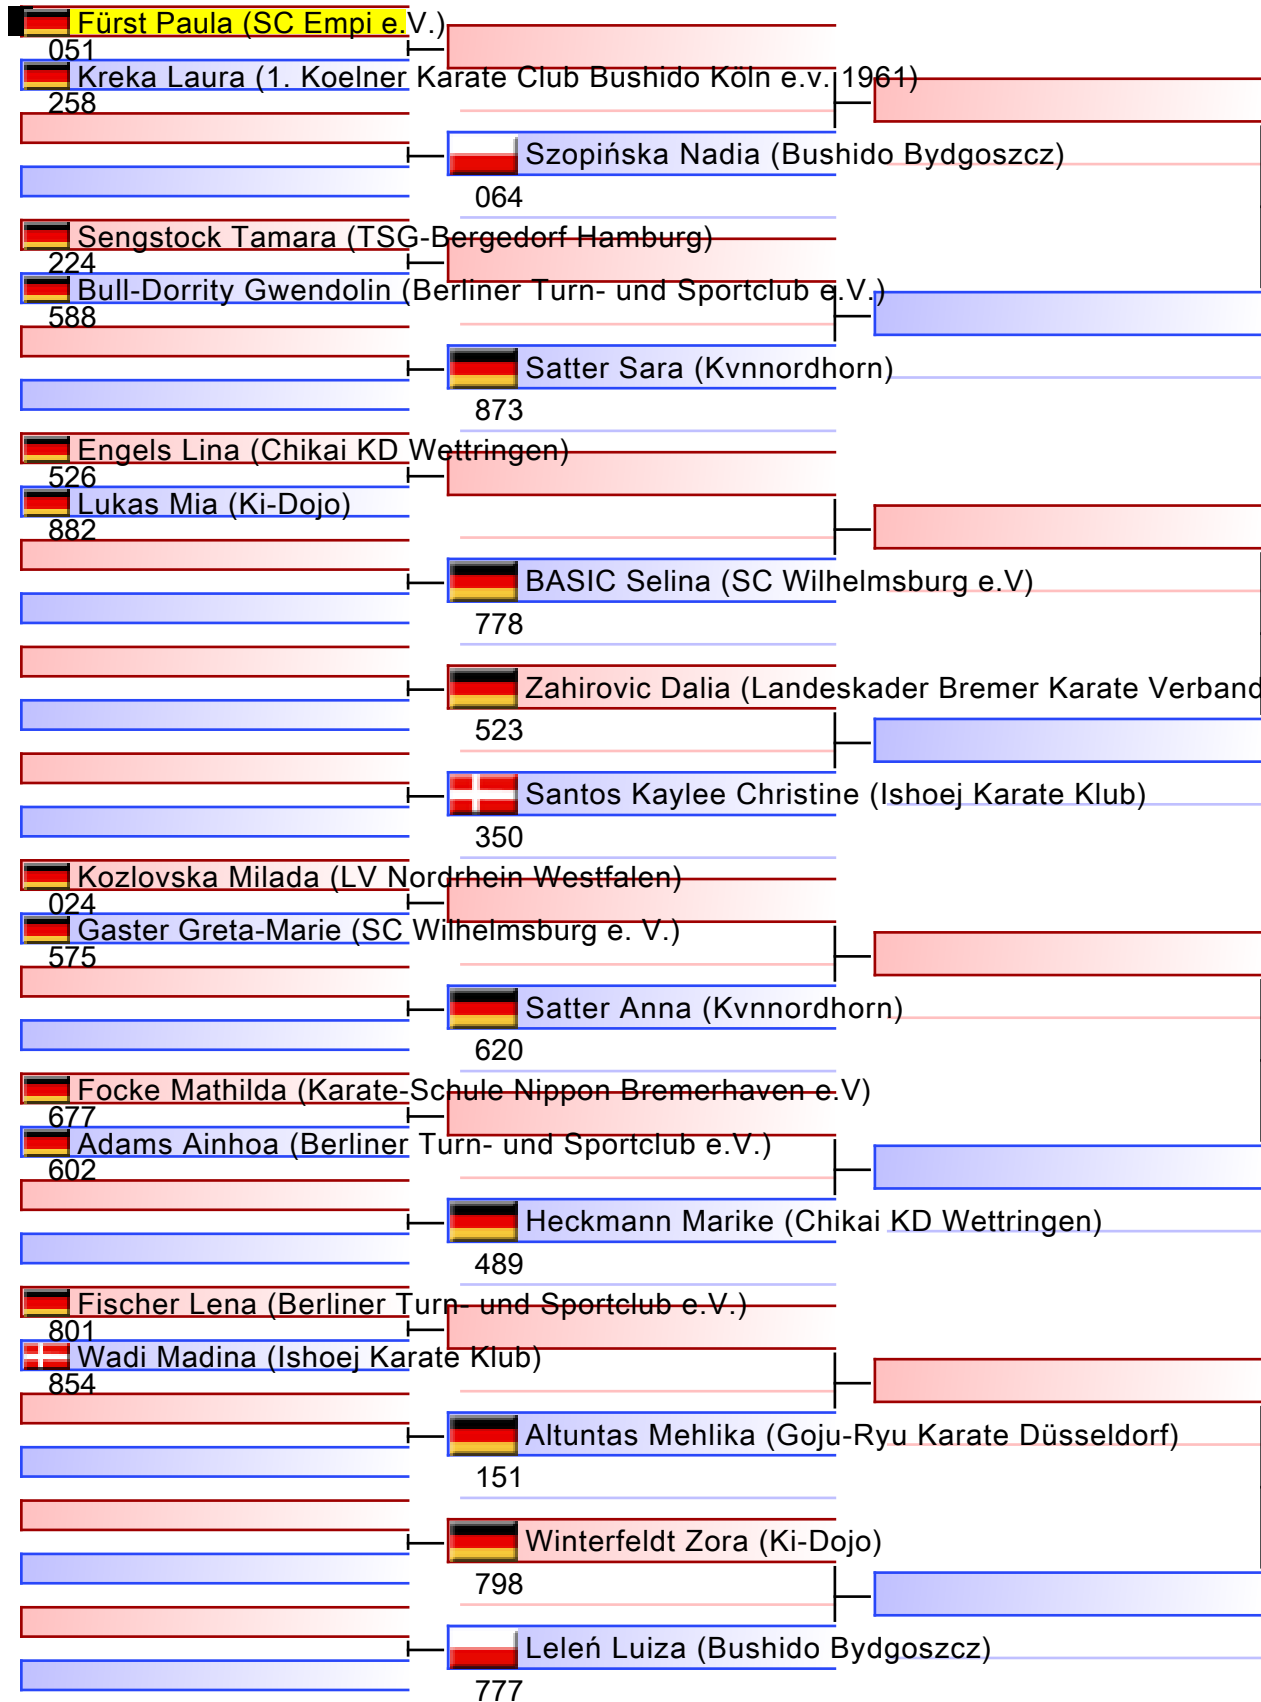 Fürst Paula (SC Empi e.V.)
051
Kreka Laura (1. Koelner Karate Club Bushido Köln e.v. 1961)
258
Szopińska Nadia (Bushido Bydgoszcz)
064
Sengstock Tamara (TSG-Bergedorf Hamburg)
224
Bull-Dorrity Gwendolin (Berliner Turn- und Sportclub e.V.)
588
Satter Sara (Kvnnordhorn)
873
Engels Lina (Chikai KD Wettringen)
526
Lukas Mia (Ki-Dojo)
882
BASIC Selina (SC Wilhelmsburg e.V)
778
Zahirovic Dalia (Landeskader Bremer Karate Verband
523
Santos Kaylee Christine (Ishoej Karate Klub)
350
Kozlovska Milada (LV Nordrhein Westfalen)
024
Gaster Greta-Marie (SC Wilhelmsburg e. V.)
575
Satter Anna (Kvnnordhorn)
620
Focke Mathilda (Karate-Schule Nippon Bremerhaven e.V)
677
Adams Ainhoa (Berliner Turn- und Sportclub e.V.)
602
Heckmann Marike (Chikai KD Wettringen)
489
Fischer Lena (Berliner Turn- und Sportclub e.V.)
801
Wadi Madina (Ishoej Karate Klub)
854
Altuntas Mehlika (Goju-Ryu Karate Düsseldorf)
151
Winterfeldt Zora (Ki-Dojo)
798
Leleń Luiza (Bushido Bydgoszcz)
777